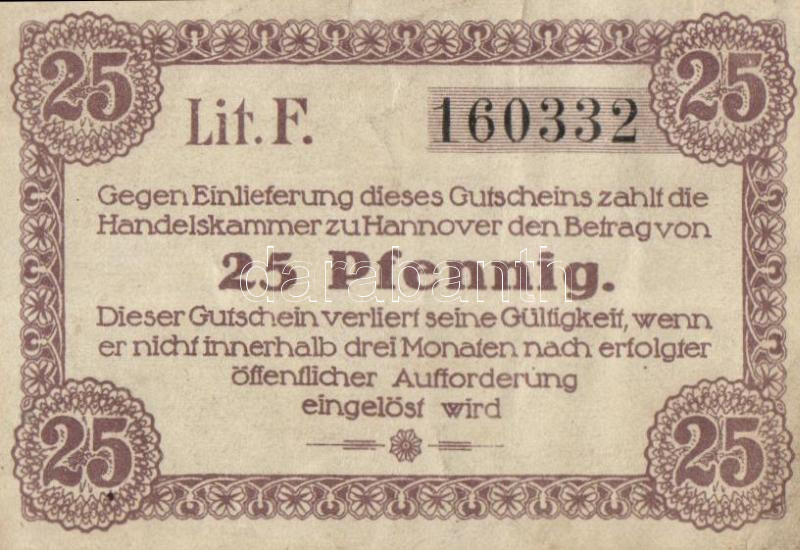 25 25
Lit. F. 160332
Gegen Einlieferung dieses Gutscheins zahlt die
Handelskammer zu Hannover den Betrag von
25 Pfennig.
darabanth
Dieser Gutschein verliert seine Gültigkeit, wenn
er nicht innerhalb drei Monaten nach erfolgter
öffentlicher Aufforderung
eingelöst wird
25 25